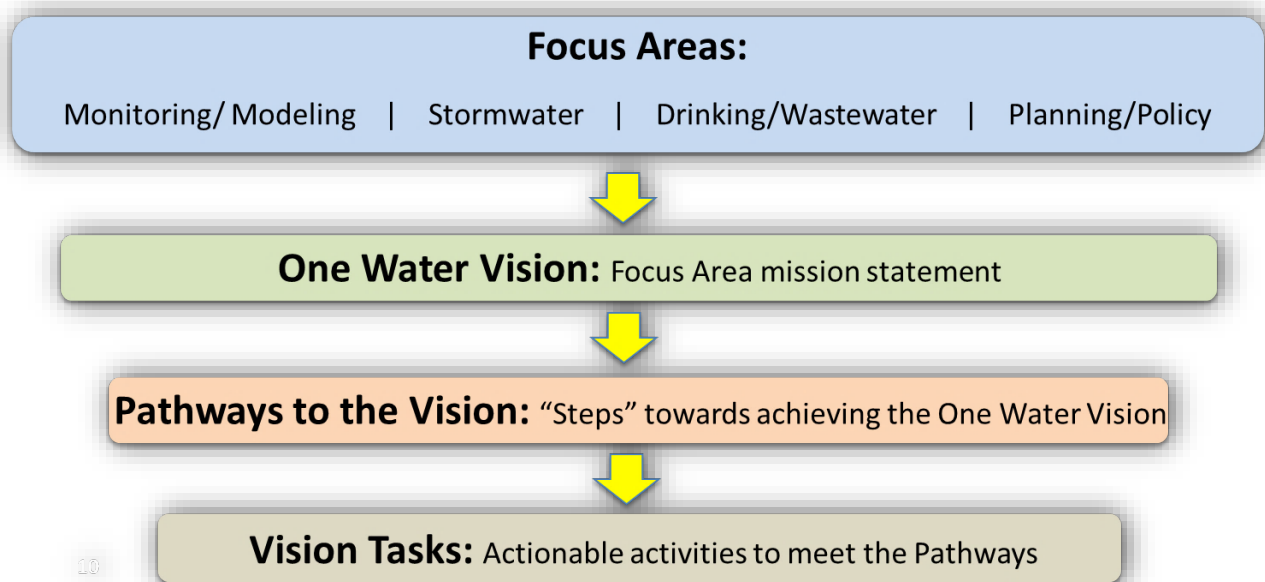 Focus Areas:
Monitoring/ Modeling | Stormwater | Drinking/Wastewater | Planning/Policy
One Water Vision: Focus Area mission statement
Pathways to the Vision: “Steps” towards achieving the One Water Vision
Vision Tasks: Actionable activities to meet the Pathways
10